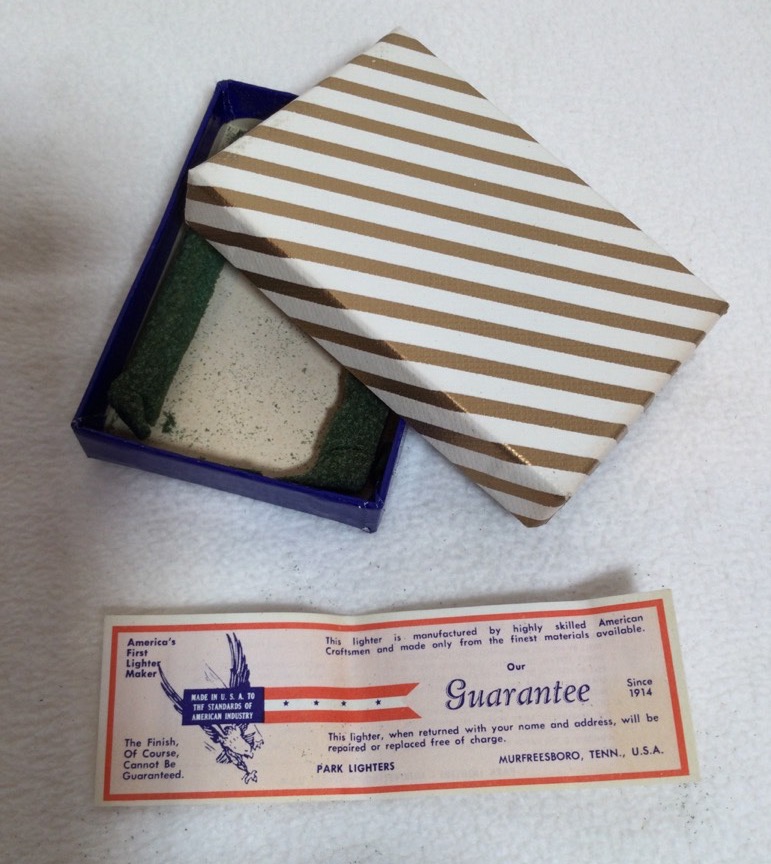 America's
First
Lighter
Maker
MADE IN U. S. A. TO
THE STANDARDS OF
AMERICAN INDUSTRY
The Finish,
Of Course,
Cannot Be
Guaranteed.
This lighter is manufactured by highly skilled American
Craftsmen and made only from the finest materials available.
Our
Guarantee
Since
1914
This lighter, when returned with your name and address, will be
repaired or replaced free of charge.
PARK LIGHTERS
MURFREESBORO, TENN., U.S.A.